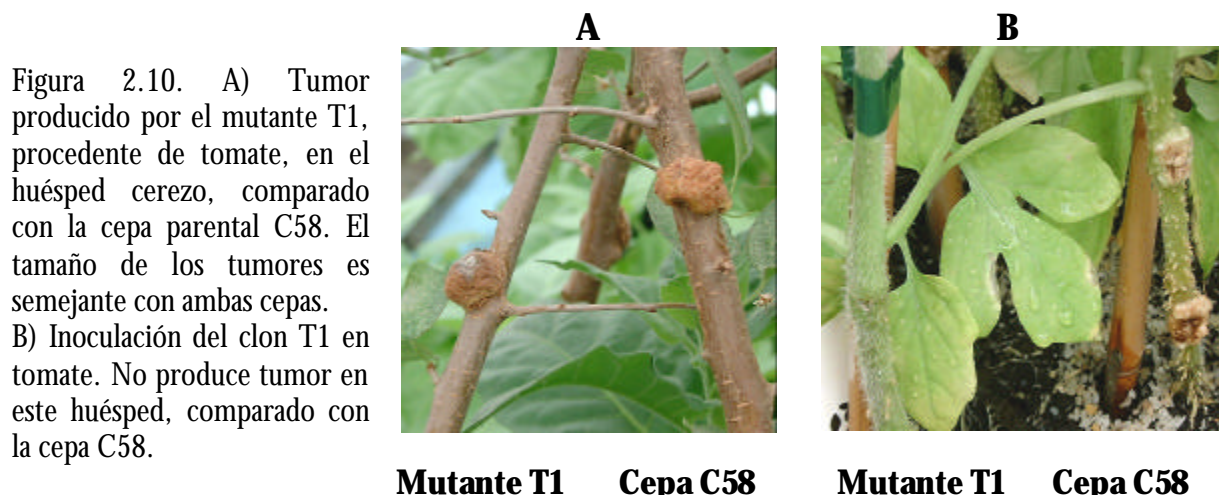 A
B
Figura 2.10. A) Tumor
producido por el mutante T1,
procedente de tomate, en el
huésped cerezo, comparado
con la cepa parental C58. El
tamaño de los tumores es
semejante con ambas cepas.
B) Inoculación del clon T1 en
tomate. No produce tumor en
este huésped, comparado con
la cepa C58.
Mutante T1 Cepa C58
Mutante T1 Cepa C58